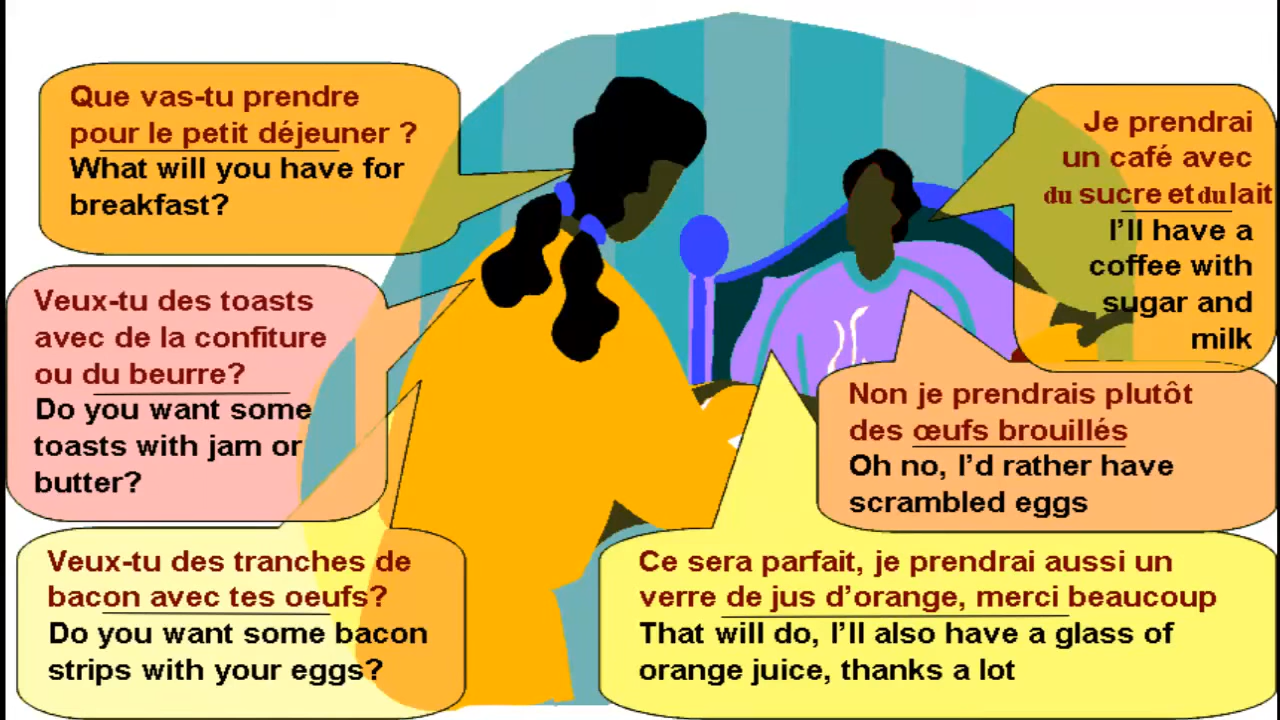 Que vas-tu prendre
pour le petit déjeuner ?
What will you have for
breakfast?
Je prendrai
un café avec
du sucre et du lait
I'll have a
coffee with
sugar and
milk
Veux-tu des toasts
avec de la confiture
ou du beurre?
Do you want some
toasts with jam or
butter?
Non je prendrais plutôt
des œufs brouillés
Oh no, I'd rather have
scrambled eggs
Veux-tu des tranches de
bacon avec tes oeufs?
Do you want some bacon
strips with your eggs?
Ce sera parfait, je prendrai aussi un
verre de jus d'orange, merci beaucoup
That will do, I'll also have a glass of
orange juice, thanks a lot